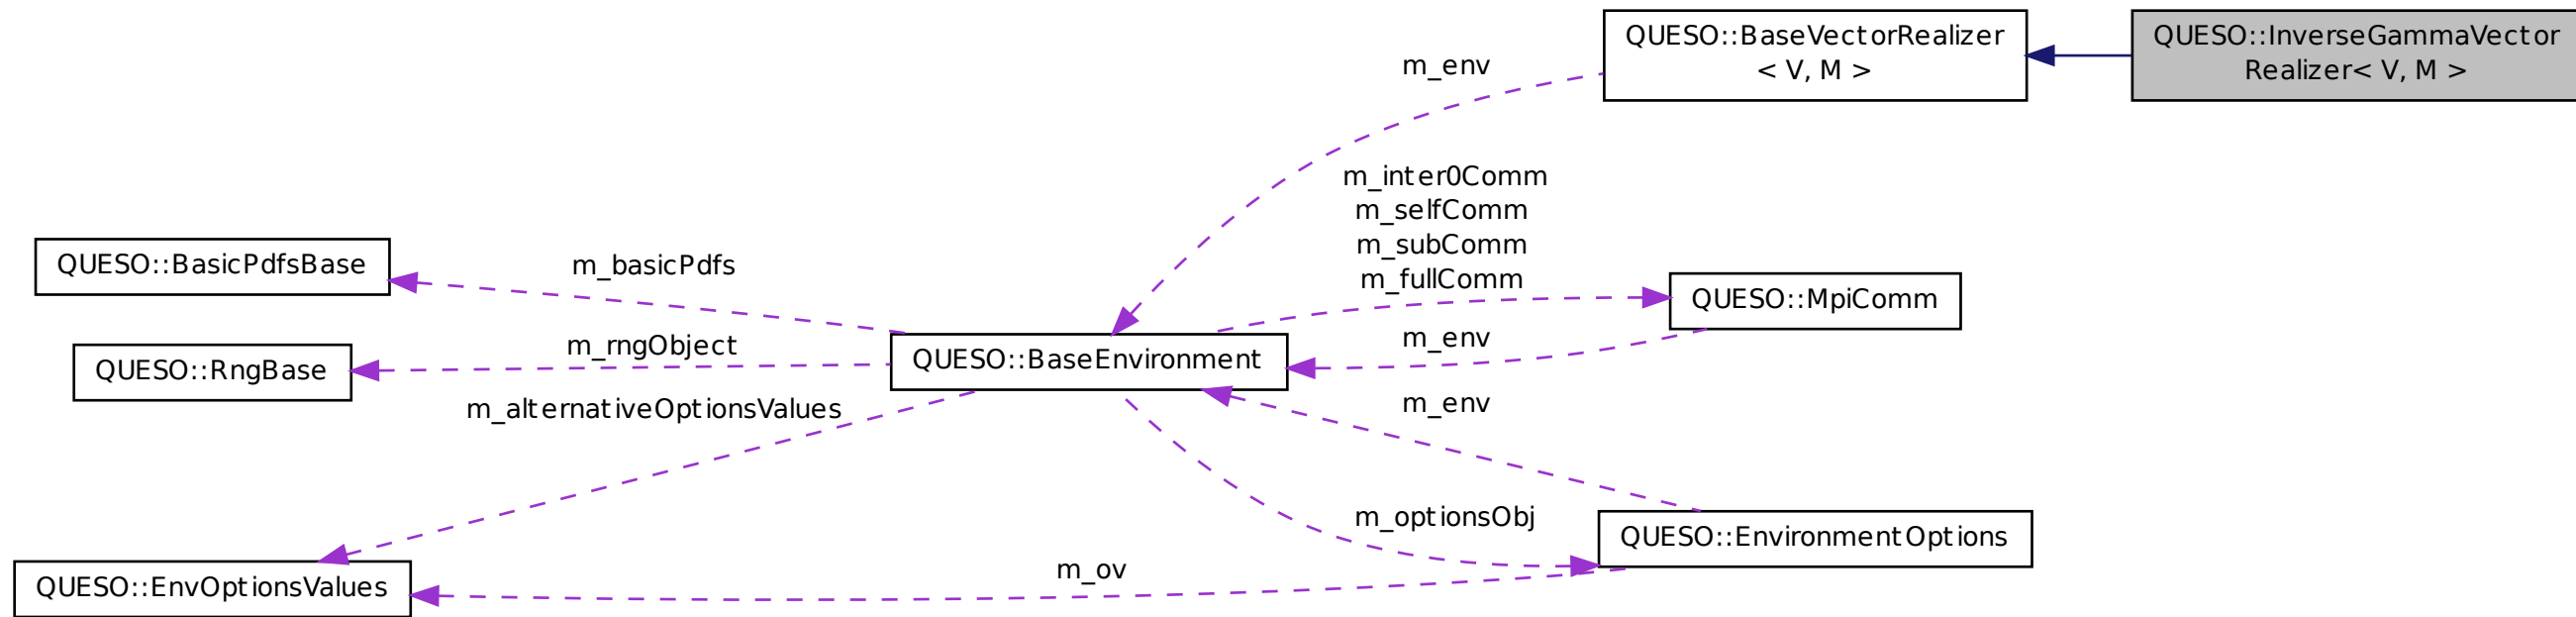 QUESO::BaseVectorRealizer
< V, M >
QUESO::InverseGammaVector
Realizer< V, M >
m_env
m_inter0Comm
m_selfComm
m_subComm
m_fullComm
QUESO::BasicPdfsBase
m_basicPdfs
QUESO::MpiComm
m_rngObject
m_env
QUESO::RngBase
QUESO::BaseEnvironment
m_alternativeOptionsValues
m_env
m_optionsObj
QUESO::EnvironmentOptions
m_ov
QUESO::EnvOptionsValues